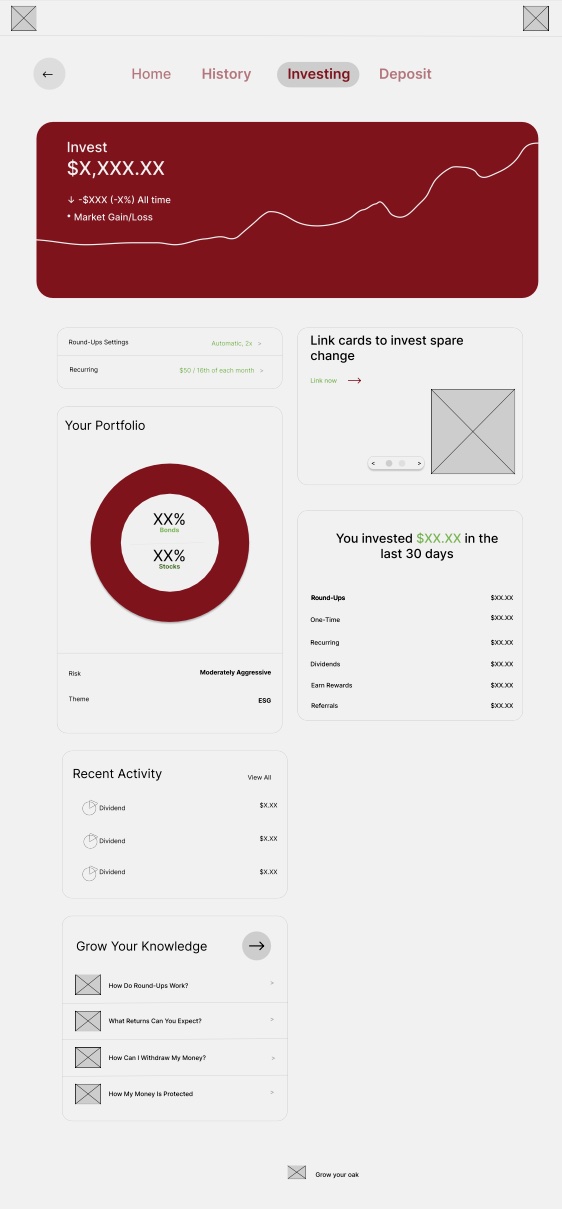 ←
Home History Investing Deposit
Invest
$X,XXX.XX
↓ -$XXX (-X%) All time
• Market Gain/Loss
Round-Ups Settings Automatic, 2x >
Recurring $50 / 16th of each month >
Link cards to invest spare
change
Link now →
< >
Your Portfolio
XX%
Bonds
XX%
Stocks
Risk Moderately Aggressive
Theme ESG
You invested $XX.XX in the
last 30 days
Round-Ups $XX.XX
One-Time $XX.XX
Recurring $XX.XX
Dividends $XX.XX
Earn Rewards $XX.XX
Referrals $XX.XX
Recent Activity View All
Dividend $X.XX
Dividend $X.XX
Dividend $X.XX
Grow Your Knowledge →
How Do Round-Ups Work? >
What Returns Can You Expect? >
How Can I Withdraw My Money? >
How My Money Is Protected >
Grow your oak